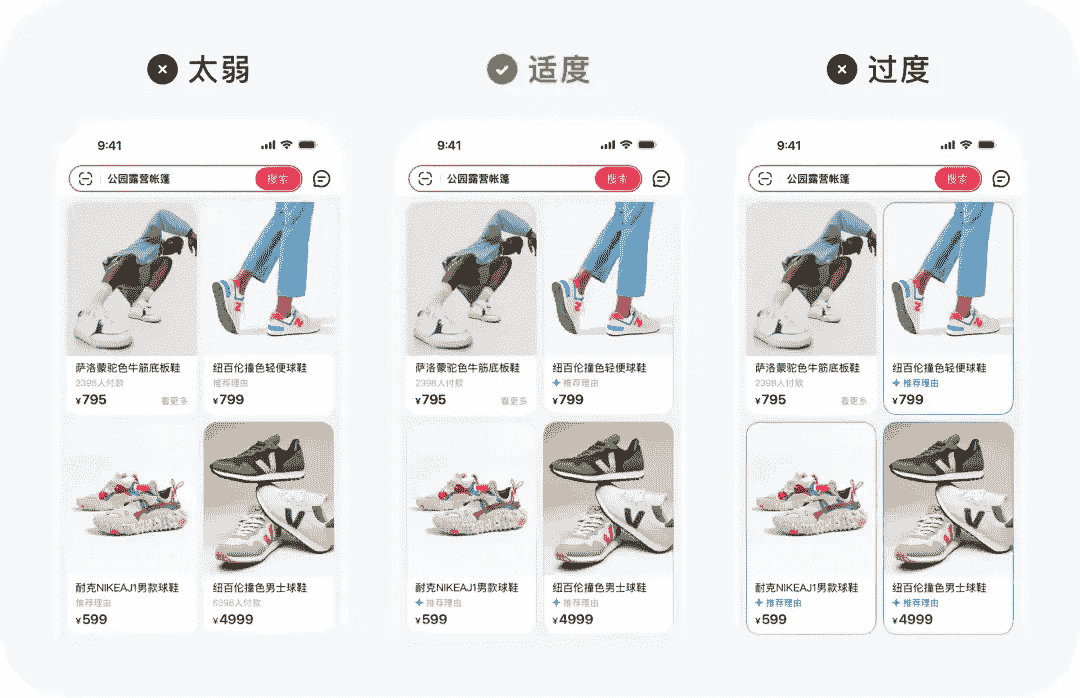 太弱
9:41
公园露营帐篷
搜索
萨洛蒙驼色牛筋底板鞋
2398人付款
¥795
看更多
纽百伦撞色轻便球鞋
推荐理由
¥799
耐克NIKEAJ1男款球鞋
推荐理由
¥599
纽百伦撞色男士球鞋
6398人付款
¥4999
适度
9:41
公园露营帐篷
搜索
萨洛蒙驼色牛筋底板鞋
2398人付款
¥795
看更多
纽百伦撞色轻便球鞋
推荐理由
¥799
耐克NIKEAJ1男款球鞋
推荐理由
¥599
纽百伦撞色男士球鞋
推荐理由
¥4999
过度
9:41
公园露营帐篷
搜索
萨洛蒙驼色牛筋底板鞋
2398人付款
¥795
看更多
纽百伦撞色轻便球鞋
推荐理由
¥799
耐克NIKEAJ1男款球鞋
推荐理由
¥599
纽百伦撞色男士球鞋
推荐理由
¥4999